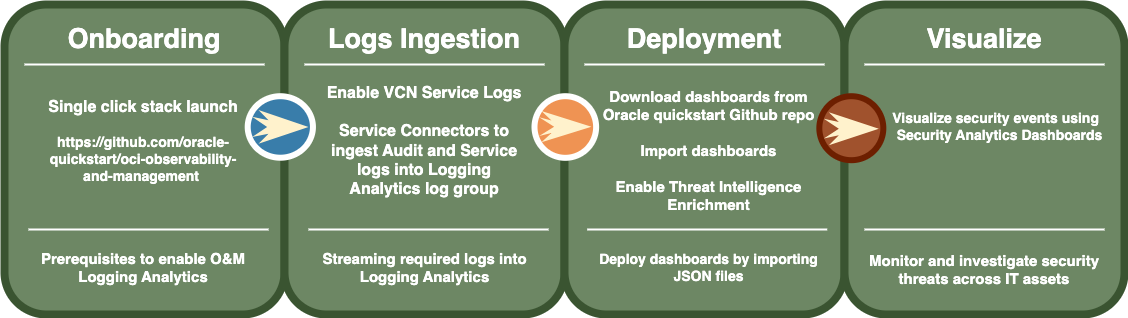 Onboarding
Single click stack launch
https://github.com/oracle-
quickstart/oci-observability-
and-management
Prerequisites to enable O&M
Logging Analytics
Logs Ingestion
Enable VCN Service Logs
Service Connectors to
ingest Audit and Service
logs into Logging
Analytics log group
Streaming required logs into
Logging Analytics
Deployment
Download dashboards from
Oracle quickstart Github repo
Import dashboards
Enable Threat Intelligence
Enrichment
Deploy dashboards by importing
JSON files
Visualize
Visualize security events using
Security Analytics Dashboards
Monitor and investigate security
threats across IT assets